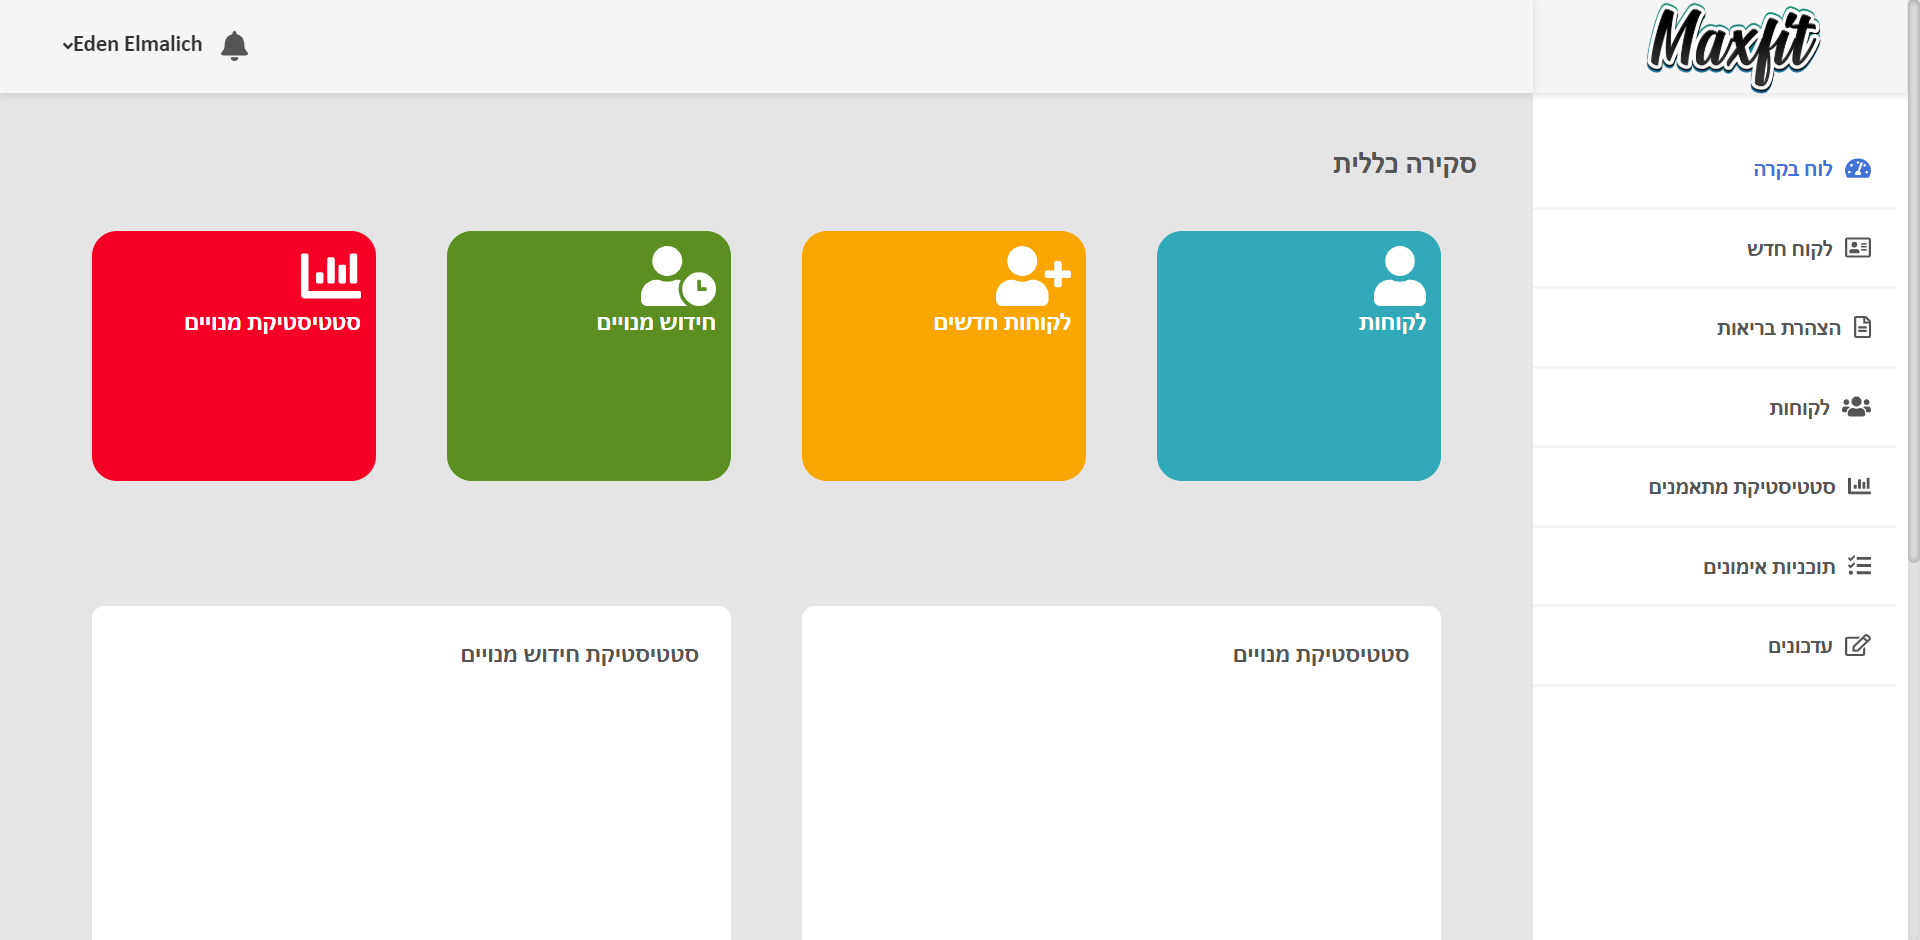 Maxfit
Eden Elmalich
לוח בקרה
לקוח חדש
הצהרת בריאות
לקוחות
סטטיסטיקת מתאמנים
תוכניות אימונים
עדכונים
סקירה כללית
לקוחות
לקוחות חדשים
חידוש מנויים
סטטיסטיקת מנויים
סטטיסטיקת מנויים
סטטיסטיקת חידוש מנויים